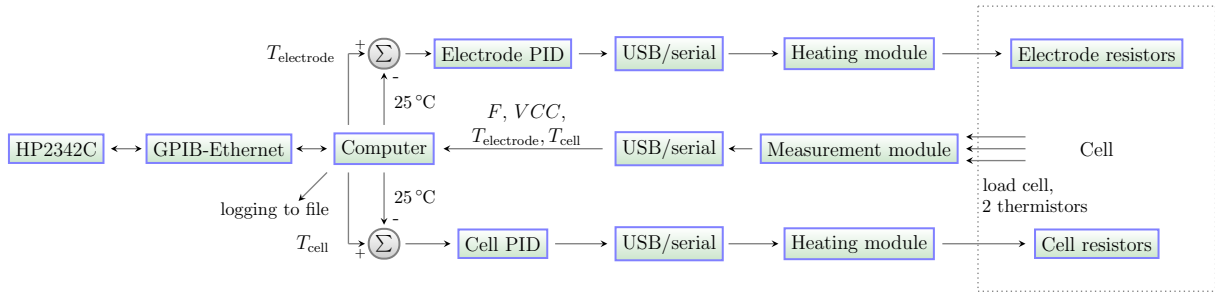 T_electrode
+
∑
-
Electrode PID
USB/serial
Heating module
Electrode resistors
25 °C
F, VCC,
T_electrode, T_cell
HP2342C
GPIB-Ethernet
Computer
USB/serial
Measurement module
Cell
load cell,
2 thermistors
logging to file
25 °C
T_cell
+
∑
-
Cell PID
USB/serial
Heating module
Cell resistors